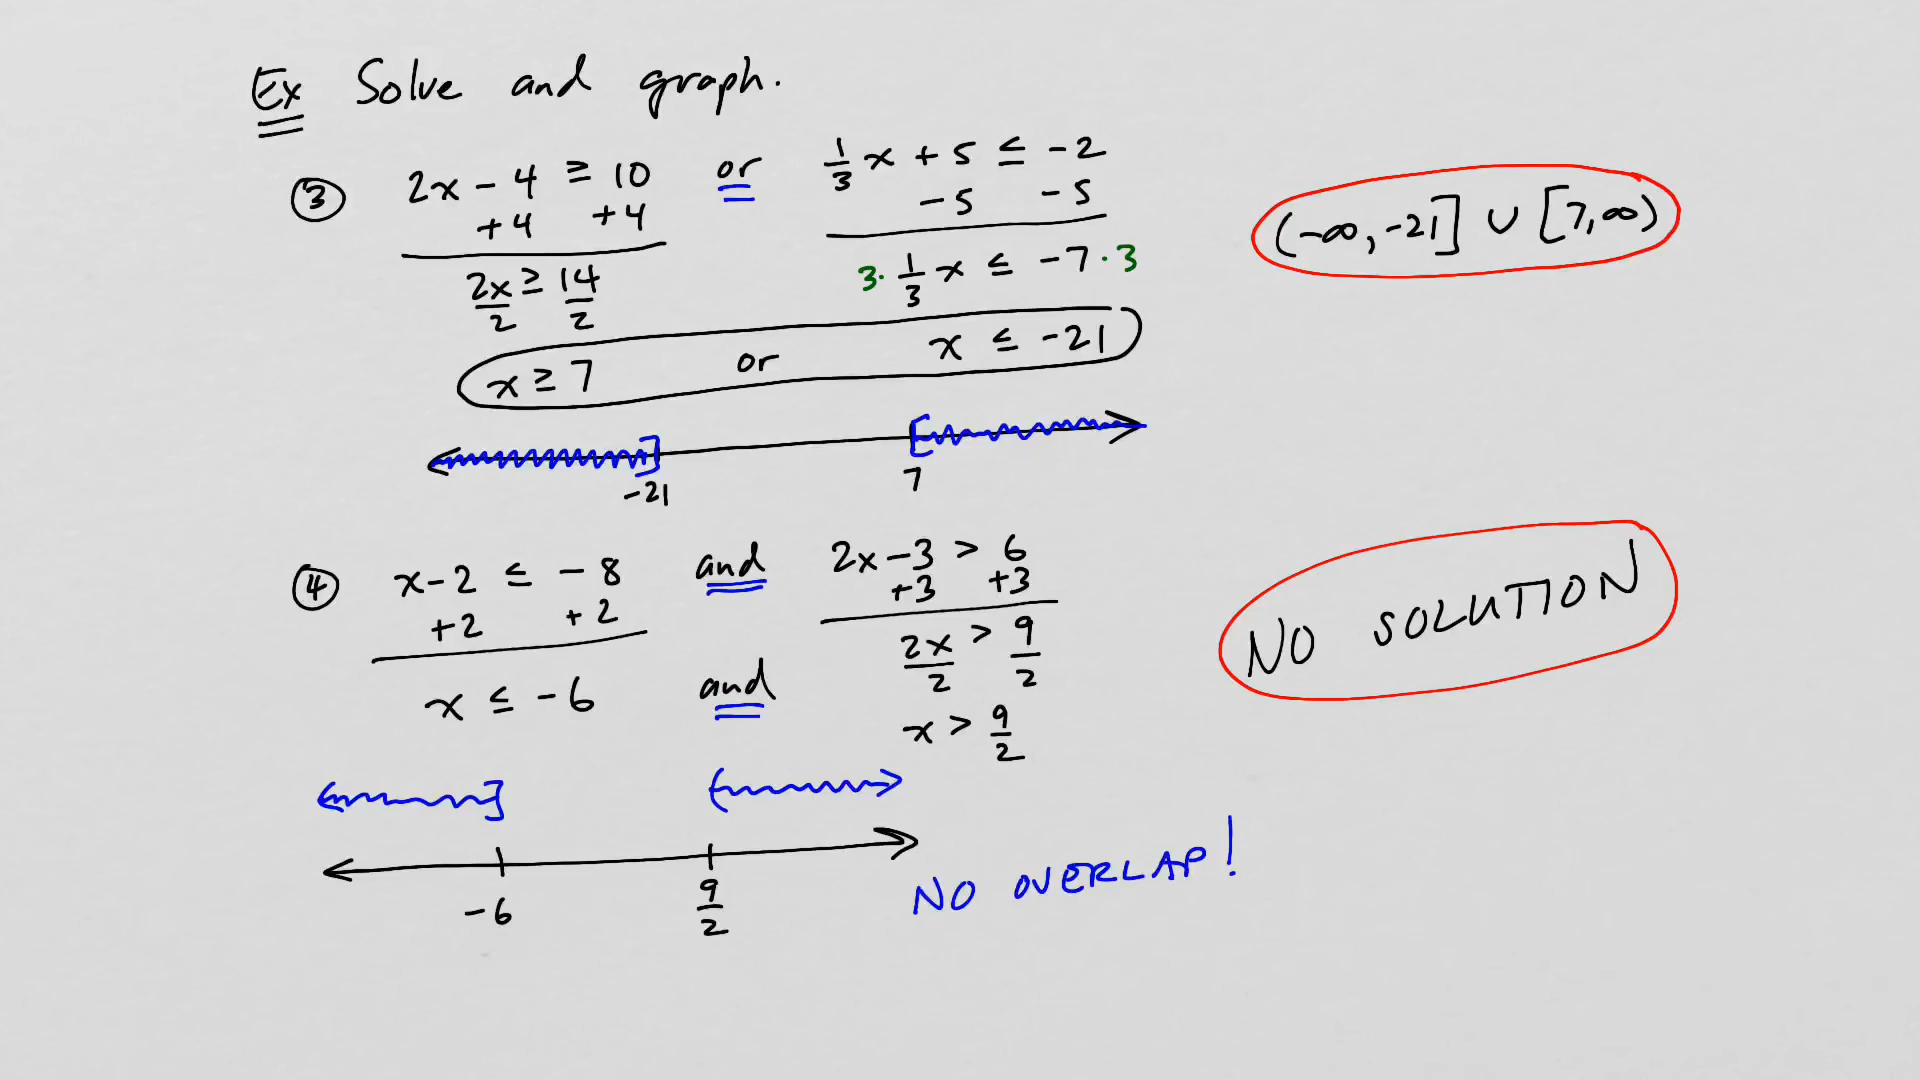 Ex Solve and graph.
③ 2x - 4 ≥ 10 or 1/3 x + 5 ≤ -2
+4 +4 -5 -5
2x/2 ≥ 14/2 3 · 1/3 x ≤ -7 · 3
x ≥ 7 or x ≤ -21
-21 7
(-∞, -21] ∪ [7, ∞)
④ x - 2 ≤ -8 and 2x - 3 > 6
+2 +2 +3 +3
2x/2 > 9/2
x ≤ -6 and x > 9/2
-6 9/2
NO OVERLAP!
NO SOLUTION